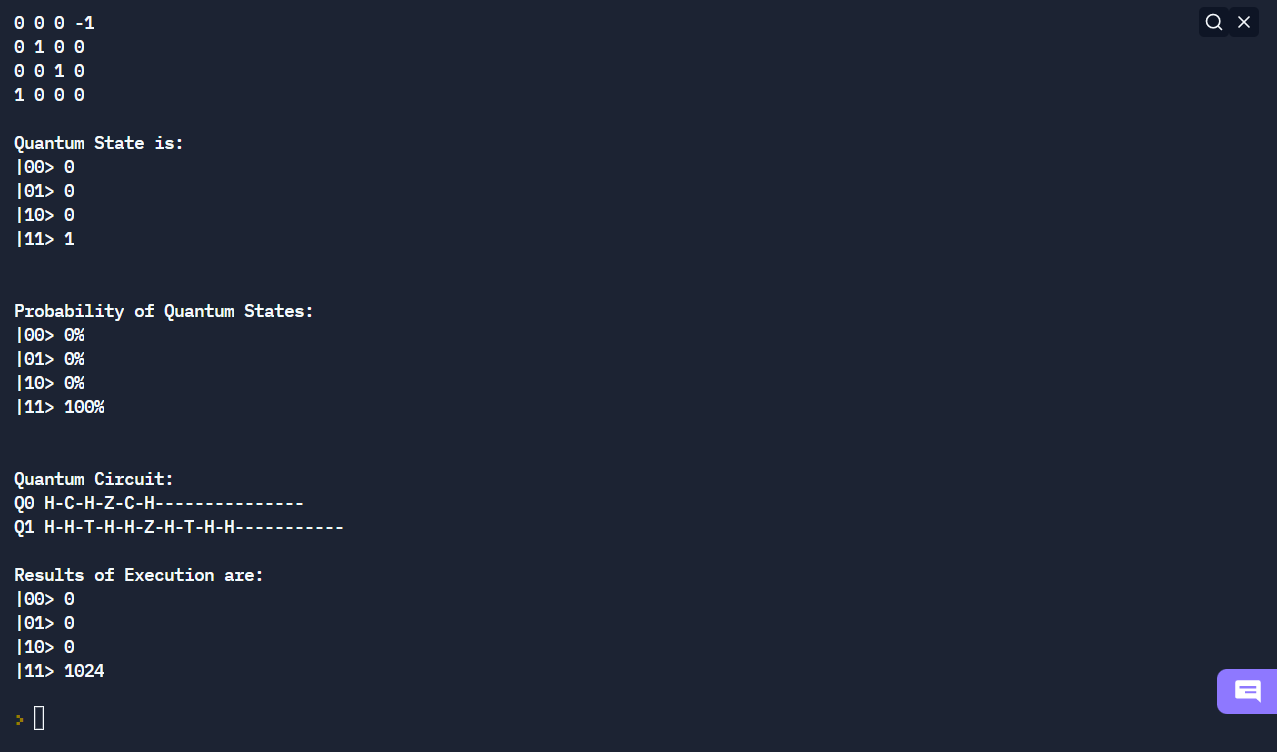 0 0 0 -1
0 1 0 0
0 0 1 0
1 0 0 0
Quantum State is:
|00> 0
|01> 0
|10> 0
|11> 1
Probability of Quantum States:
|00> 0%
|01> 0%
|10> 0%
|11> 100%
Quantum Circuit:
Q0 H-C-H-Z-C-H---------------
Q1 H-H-T-H-H-Z-H-T-H-H-----------
Results of Execution are:
|00> 0
|01> 0
|10> 0
|11> 1024
>